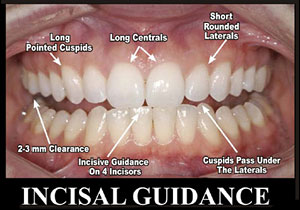 Short
Rounded
Laterals
Long
Pointed Cuspids
Long Centrals
2-3 mm Clearance
Incisive Guidance
On 4 Incisors
Cuspids Pass Under
The Laterals
INCISAL GUIDANCE